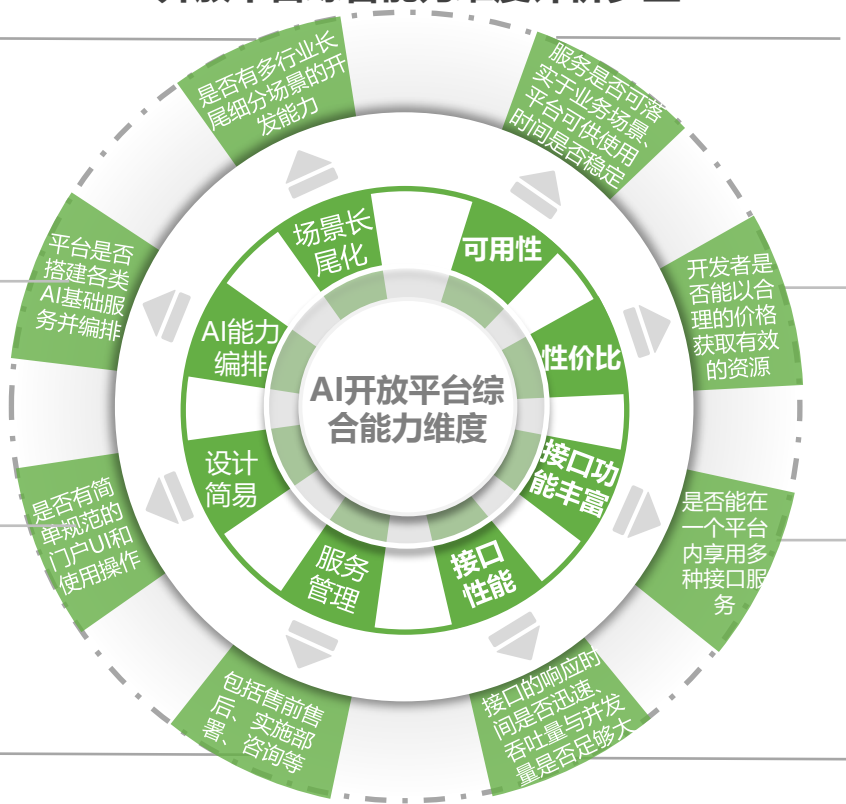 是否有多行业长
尾细分场景的开
发能力
服务是否可落
实于业务场景、
平台可供使用
时间是否稳定
平台是否
搭建各类
AI基础服
务并编排
场景长
尾化
可用性
开发者是
否能以合
理的价格
获取有效
的资源
AI能力
编排
性价比
AI开放平台综
合能力维度
设计
简易
接口功
能丰富
是否有简
单规范的
门户UI和
使用操作
是否能在
一个平台
内享用多
种接口服
务
服务
管理
接口
性能
包括售前售
后、实施部
署、咨询等
接口的响应时
间是否迅速、
吞吐量与并发
量是否足够大